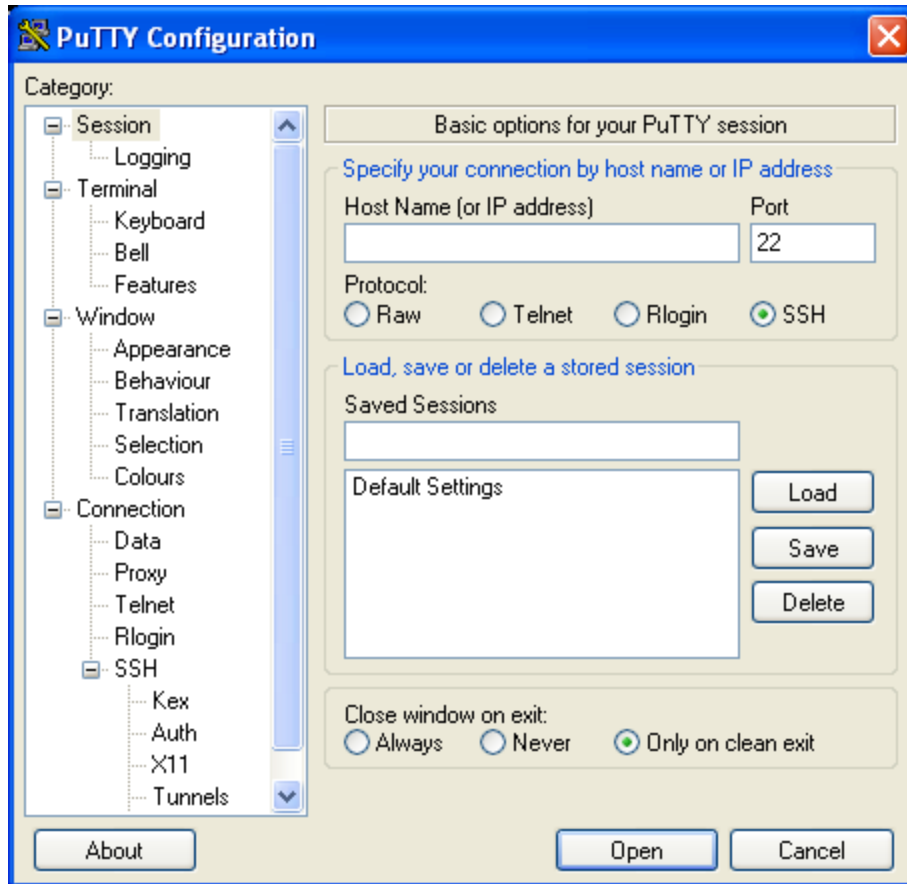 PuTTY Configuration
Category:
Session
Logging
Terminal
Keyboard
Bell
Features
Window
Appearance
Behaviour
Translation
Selection
Colours
Connection
Data
Proxy
Telnet
Rlogin
SSH
Kex
Auth
X11
Tunnels
Basic options for your PuTTY session
Specify your connection by host name or IP address
Host Name (or IP address) Port
22
Protocol:
Raw Telnet Rlogin SSH
Load, save or delete a stored session
Saved Sessions
Default Settings
Load
Save
Delete
Close window on exit:
Always Never Only on clean exit
About Open Cancel